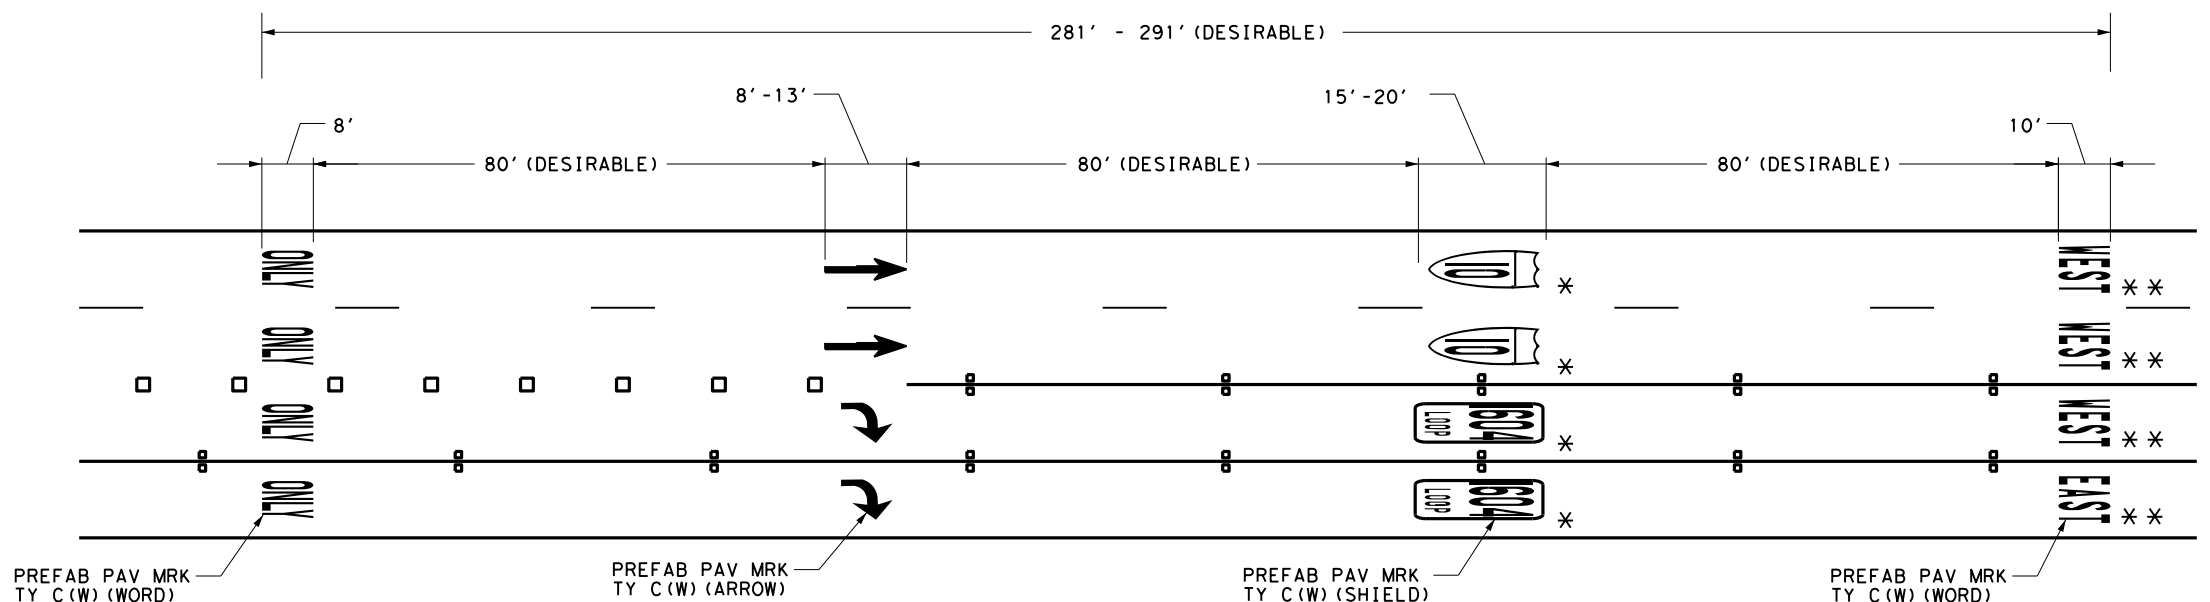 281' - 291' (DESIRABLE)
8'-13'
15'-20'
8'
10'
80' (DESIRABLE)
80' (DESIRABLE)
80' (DESIRABLE)
ONLY
10
WEST
**
*
ONLY
10
WEST
**
*
ONLY
LOOP
1604
WEST
**
*
ONLY
LOOP
1604
EAST
**
*
PREFAB PAV MRK
TY C(W)(WORD)
PREFAB PAV MRK
TY C(W)(ARROW)
PREFAB PAV MRK
TY C(W)(SHIELD)
PREFAB PAV MRK
TY C(W)(WORD)